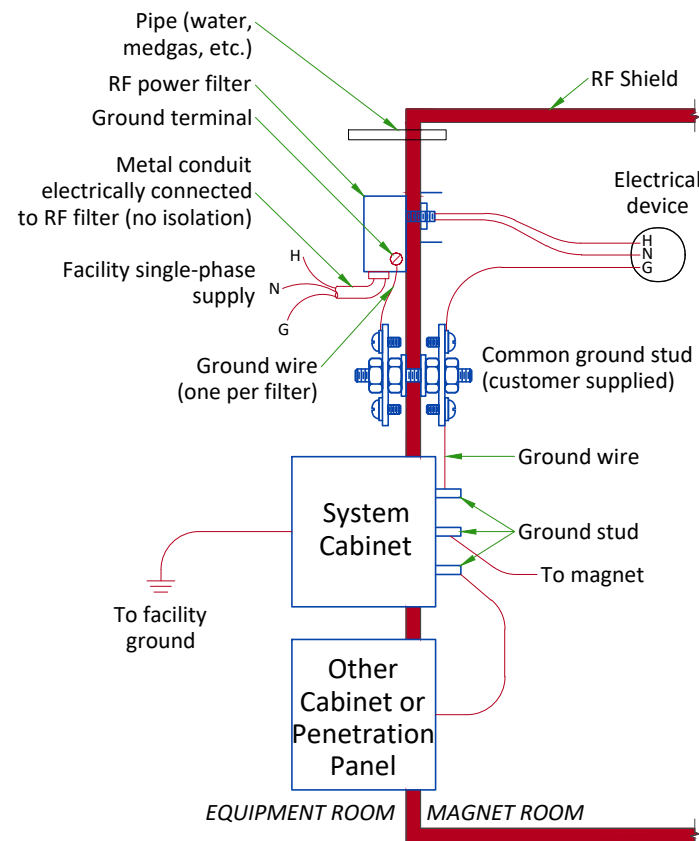 Pipe (water,
medgas, etc.)
RF power filter
Ground terminal
Metal conduit
electrically connected
to RF filter (no isolation)
Facility single-phase
supply
H
N
G
Ground wire
(one per filter)
RF Shield
Electrical
device
H
N
G
Common ground stud
(customer supplied)
Ground wire
Ground stud
To magnet
System
Cabinet
To facility
ground
Other
Cabinet or
Penetration
Panel
EQUIPMENT ROOM
MAGNET ROOM